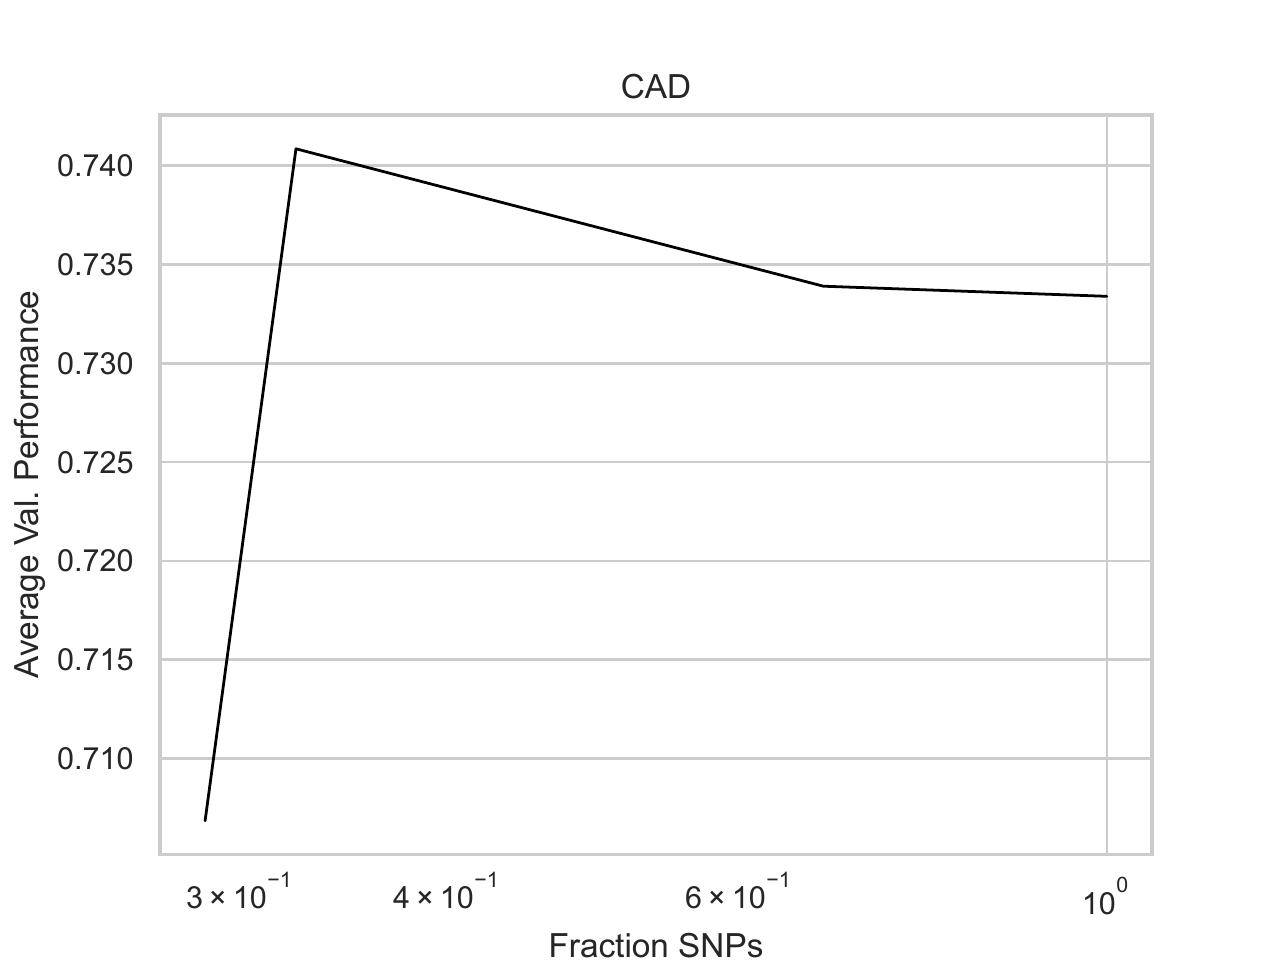 CAD
0.740
0.735
0.730
0.725
0.720
0.715
0.710
Average Val. Performance
3 × 10⁻¹
4 × 10⁻¹
6 × 10⁻¹
10⁰
Fraction SNPs